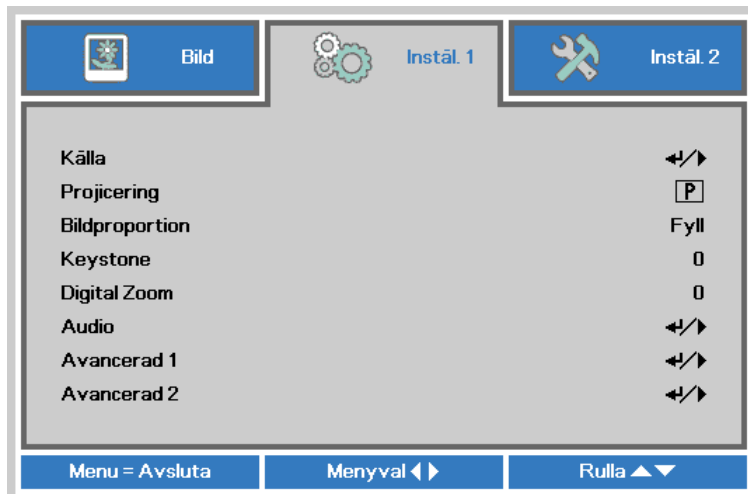 Bild
Instäl. 1
Instäl. 2
Källa
Projicering P
Bildproportion Fyll
Keystone 0
Digital Zoom 0
Audio
Avancerad 1
Avancerad 2
Menu = Avsluta
Menyval
Rulla